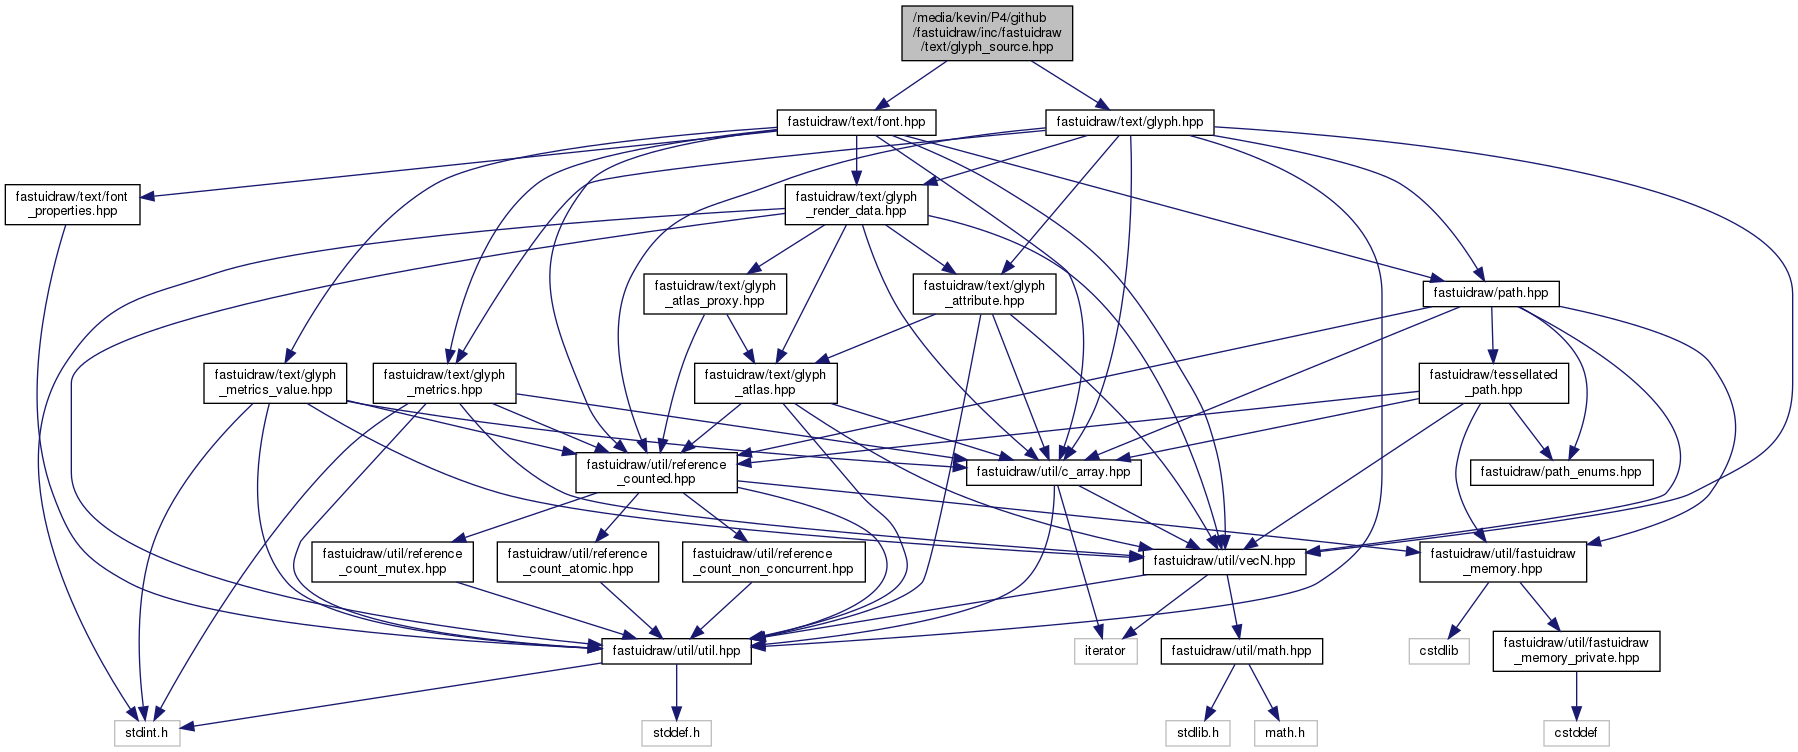 /media/kevin/P4/github
/fastuidraw/inc/fastuidraw
/text/glyph_source.hpp
fastuidraw/text/font.hpp
fastuidraw/text/glyph.hpp
fastuidraw/text/font
_properties.hpp
fastuidraw/text/glyph
_render_data.hpp
fastuidraw/text/glyph
_atlas_proxy.hpp
fastuidraw/text/glyph
_attribute.hpp
fastuidraw/path.hpp
fastuidraw/text/glyph
_metrics_value.hpp
fastuidraw/text/glyph
_metrics.hpp
fastuidraw/text/glyph
_atlas.hpp
fastuidraw/tessellated
_path.hpp
fastuidraw/util/reference
_counted.hpp
fastuidraw/util/c_array.hpp
fastuidraw/path_enums.hpp
fastuidraw/util/reference
_count_mutex.hpp
fastuidraw/util/reference
_count_atomic.hpp
fastuidraw/util/reference
_count_non_concurrent.hpp
fastuidraw/util/vecN.hpp
fastuidraw/util/fastuidraw
_memory.hpp
fastuidraw/util/util.hpp
iterator
fastuidraw/util/math.hpp
cstdlib
fastuidraw/util/fastuidraw
_memory_private.hpp
stdint.h
stddef.h
stdlib.h
math.h
cstddef